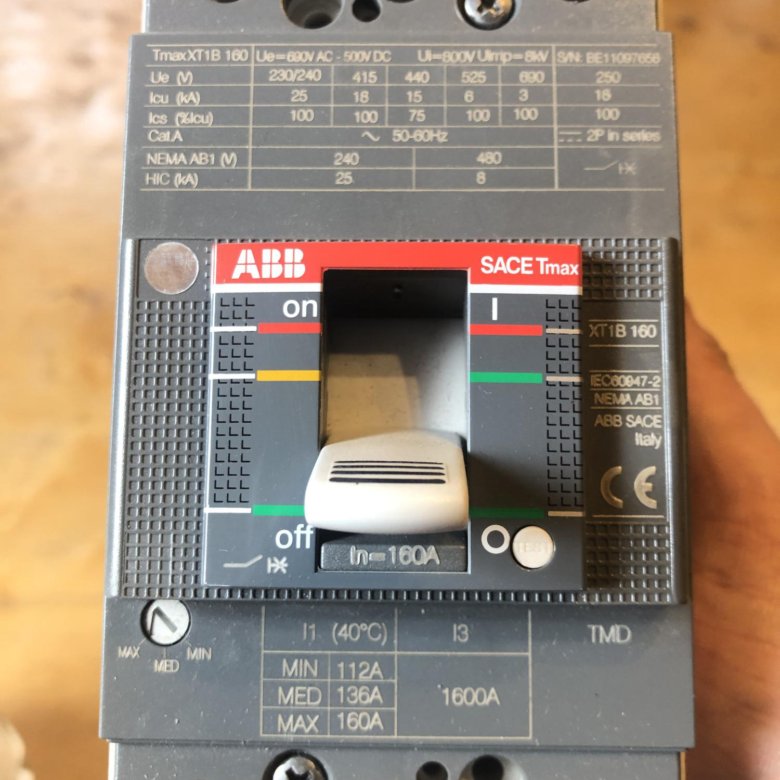 Tmax XT1B 160 Ue=690V AC - 500V DC Ui=800V Uimp=8kV S/N: BE11097656
Ue (V) 230/240 415 440 525 690 250
Icu (kA) 25 18 15 6 3 18
Ics (%Icu) 100 100 75 100 100 100
Cat.A ~ 50-60Hz 2P in series
NEMA AB1 (V) 240 480
HIC (kA) 25 8
ABB SACE Tmax
on I
XT1B 160
IEC60947-2
NEMA AB1
ABB SACE
Italy
CE
off O TEST
In=160A
MAX MED MIN
I1 (40°C) I3 TMD
MIN 112A
MED 136A 1600A
MAX 160A